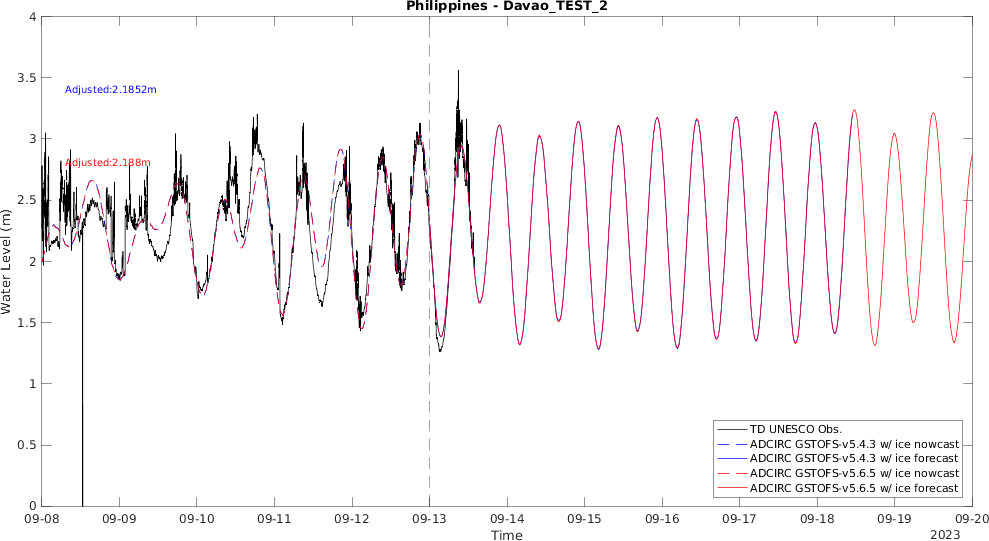 Philippines - Davao_TEST_2
4
3.5
3
2.5
2
1.5
1
0.5
0
Water Level (m)
Adjusted:2.1852m
Adjusted:2.188m
TD UNESCO Obs.
ADCIRC GSTOFS-v5.4.3 w/ ice nowcast
ADCIRC GSTOFS-v5.4.3 w/ ice forecast
ADCIRC GSTOFS-v5.6.5 w/ ice nowcast
ADCIRC GSTOFS-v5.6.5 w/ ice forecast
09-08 09-09 09-10 09-11 09-12 09-13 09-14 09-15 09-16 09-17 09-18 09-19 09-20
Time
2023